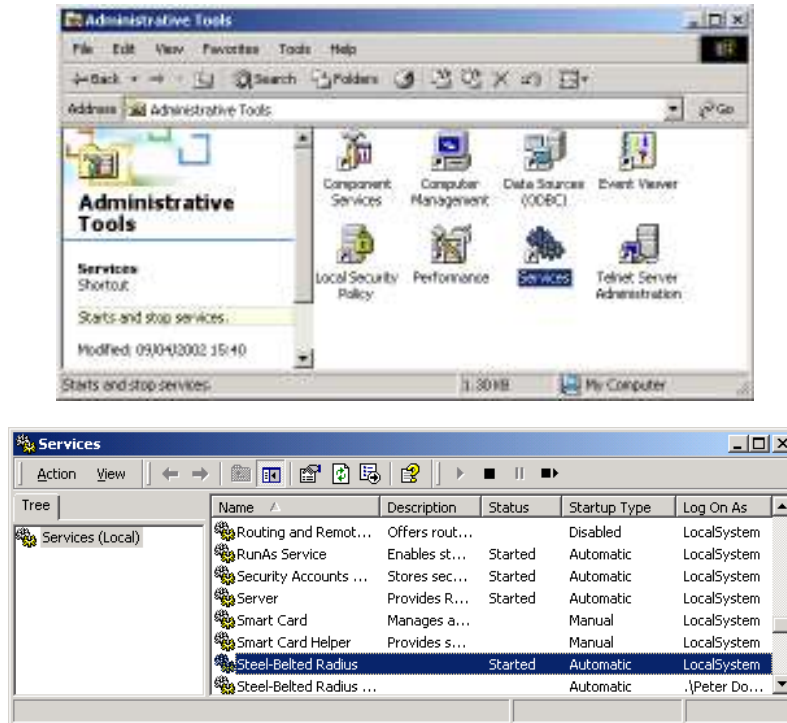 Administrative Tools
File Edit View Favorites Tools Help
Back Search Folders
Address Administrative Tools Go
Administrative Tools
Services
Shortcut
Starts and stop services.
Modified: 09/04/2002 15:40
Component Services
Computer Management
Data Sources (ODBC)
Event Viewer
Local Security Policy
Performance
Services
Telnet Server Administration
Starts and stop services. 1.30 KB My Computer
Services
Action View
Tree
Services (Local)
Name Description Status Startup Type Log On As
Routing and Remot... Offers rout... Disabled LocalSystem
RunAs Service Enables st... Started Automatic LocalSystem
Security Accounts ... Stores sec... Started Automatic LocalSystem
Server Provides R... Started Automatic LocalSystem
Smart Card Manages a... Manual LocalSystem
Smart Card Helper Provides s... Manual LocalSystem
Steel-Belted Radius Started Automatic LocalSystem
Steel-Belted Radius ... Automatic .\Peter Do...